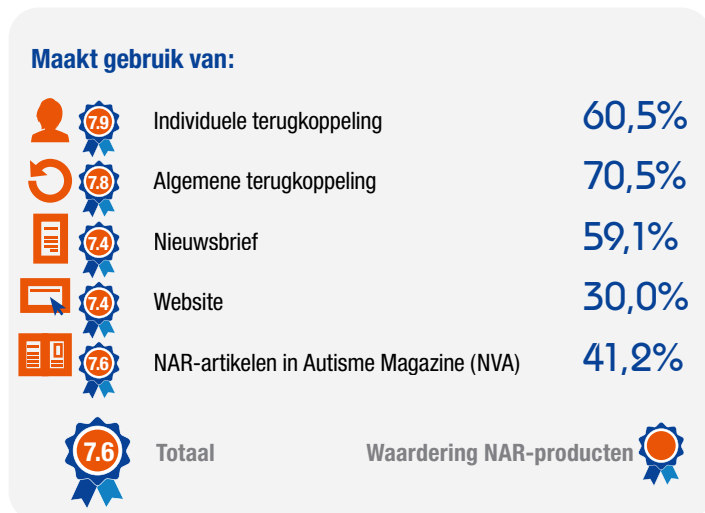 Maakt gebruik van:
7.9 Individuele terugkoppeling 60,5%
7.8 Algemene terugkoppeling 70,5%
7.4 Nieuwsbrief 59,1%
7.4 Website 30,0%
7.6 NAR-artikelen in Autisme Magazine (NVA) 41,2%
7.6 Totaal Waardering NAR-producten